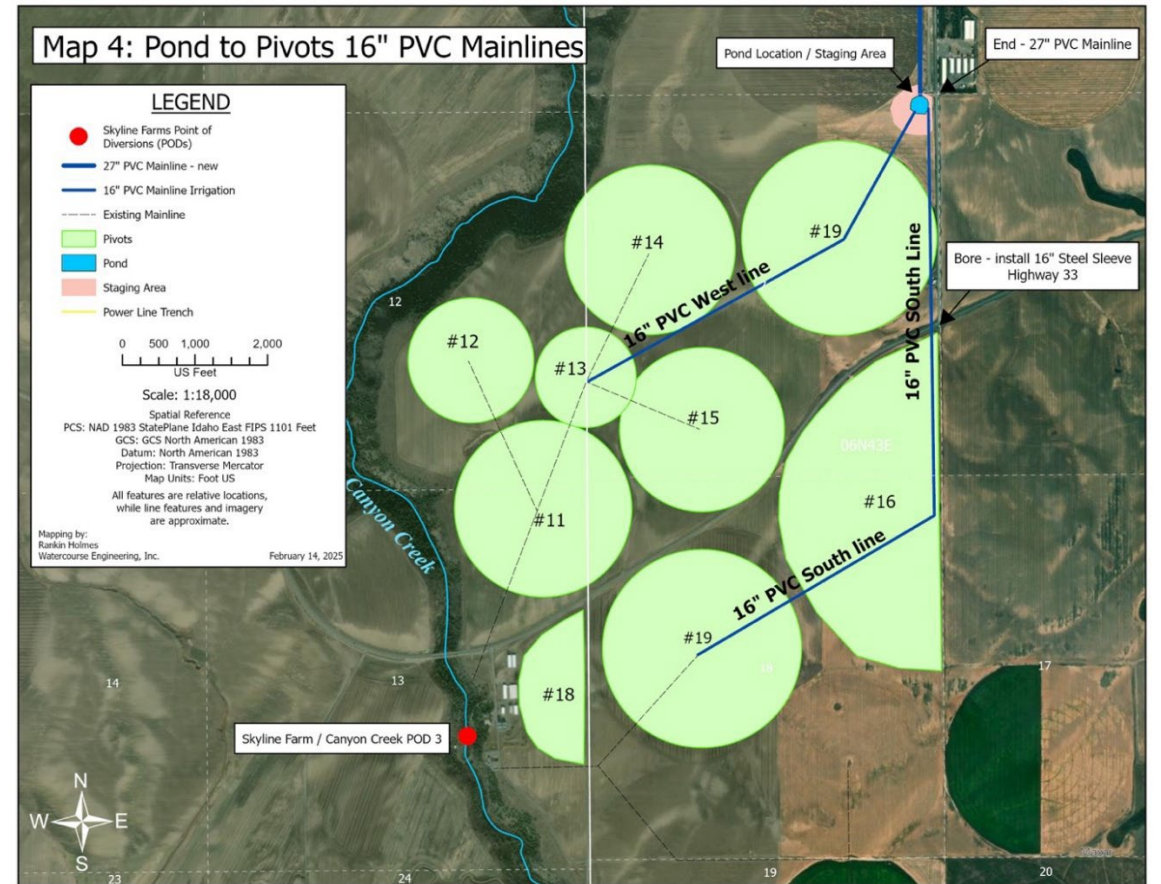 Map 4: Pond to Pivots 16" PVC Mainlines
LEGEND
Skyline Farms Point of
Diversions (PODs)
27" PVC Mainline - new
16" PVC Mainline Irrigation
Existing Mainline
Pivots
Pond
Staging Area
Power Line Trench
0 500 1,000 2,000
US Feet
Scale: 1:18,000
Spatial Reference
PCS: NAD 1983 StatePlane Idaho East FIPS 1101 Feet
GCS: GCS North American 1983
Datum: North American 1983
Projection: Transverse Mercator
Map Units: Foot US
All features are relative locations,
while line features and imagery
are approximate.
Mapping by:
Rankin Holmes
Watercourse Engineering, Inc.
February 14, 2025
Pond Location / Staging Area
End - 27" PVC Mainline
#14
#19
16" PVC West line
16" PVC SOuth Line
Bore - install 16" Steel Sleeve
Highway 33
12
#12
#13
#15
06N43E
#16
#11
Canyon Creek
16" PVC South line
#19
18
17
14
13
#18
Skyline Farm / Canyon Creek POD 3
N
W E
S
23
24
19
20